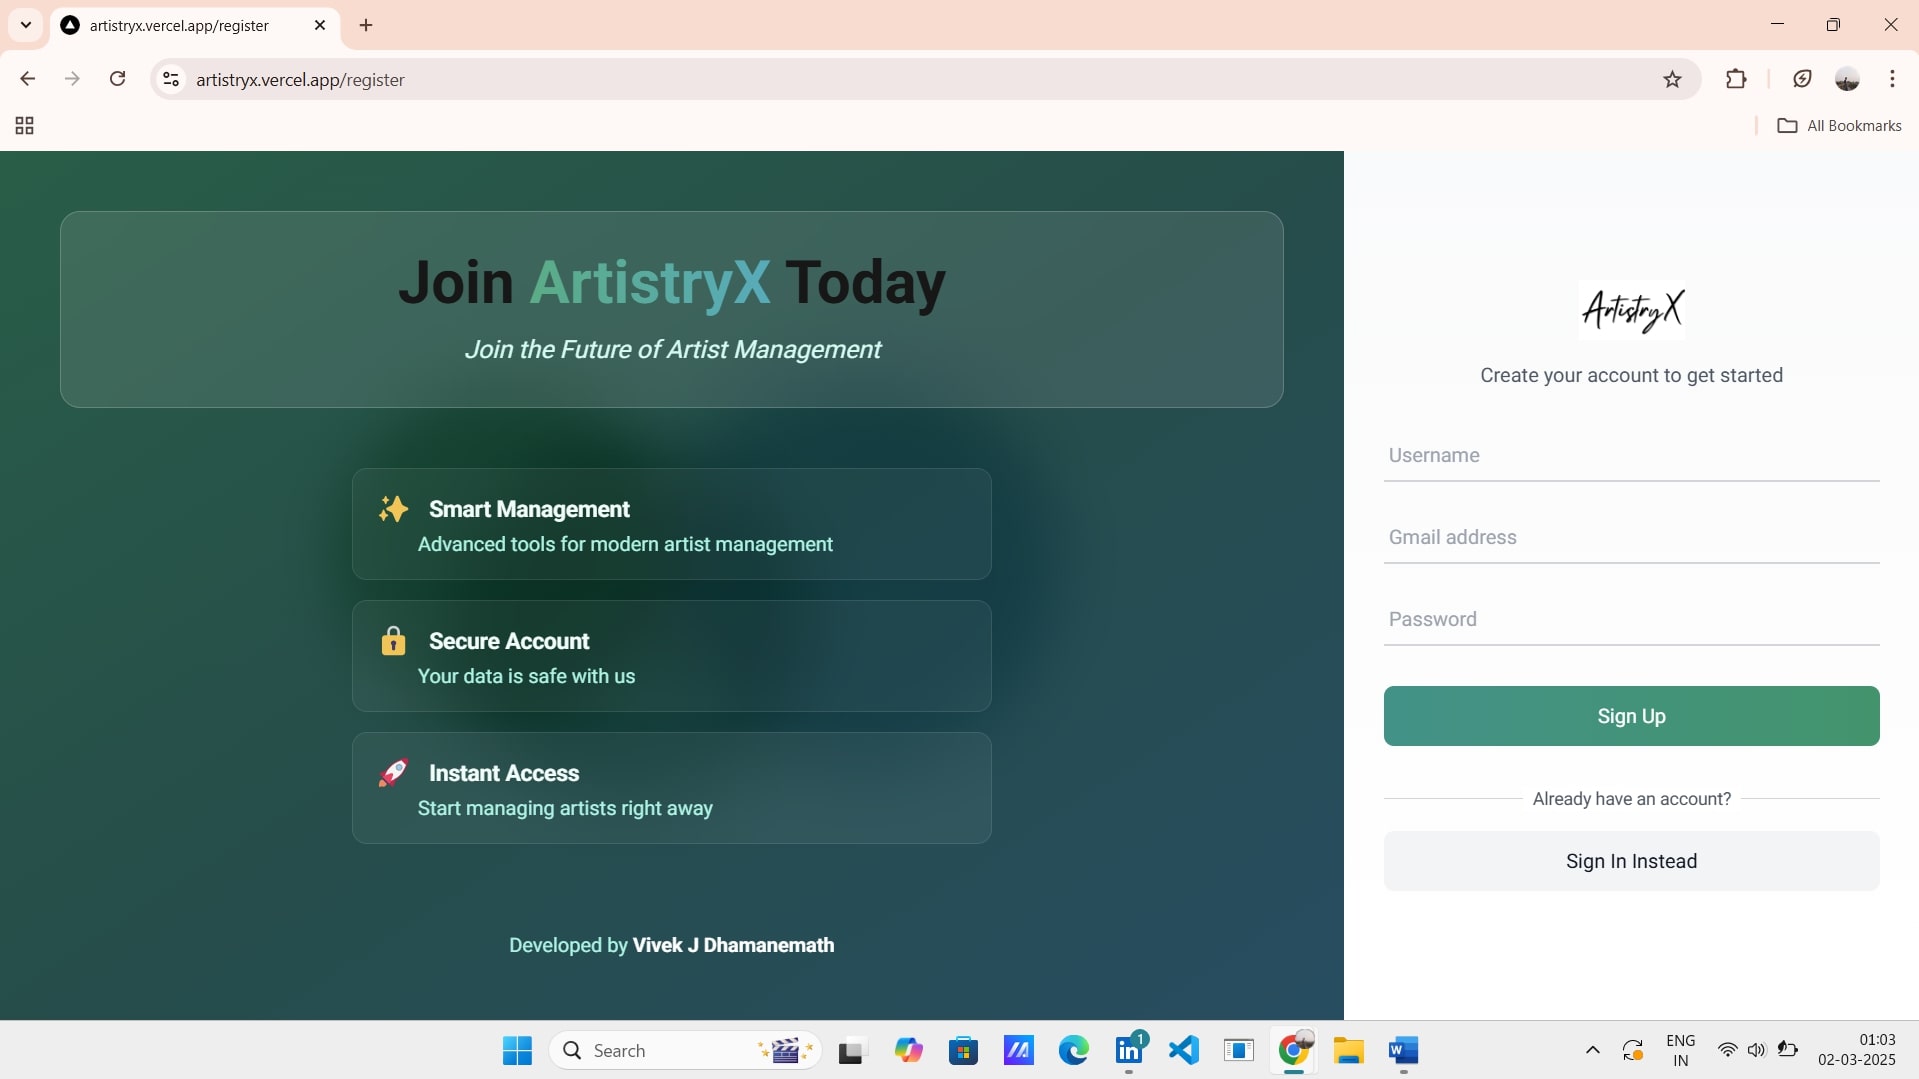 artistryx.vercel.app/register
artistryx.vercel.app/register
All Bookmarks
Join ArtistryX Today
Join the Future of Artist Management
Smart Management
Advanced tools for modern artist management
Secure Account
Your data is safe with us
Instant Access
Start managing artists right away
Developed by Vivek J Dhamanemath
ArtistryX
Create your account to get started
Username
Gmail address
Password
Sign Up
Already have an account?
Sign In Instead
Search
1
ENG
IN
01:03
02-03-2025